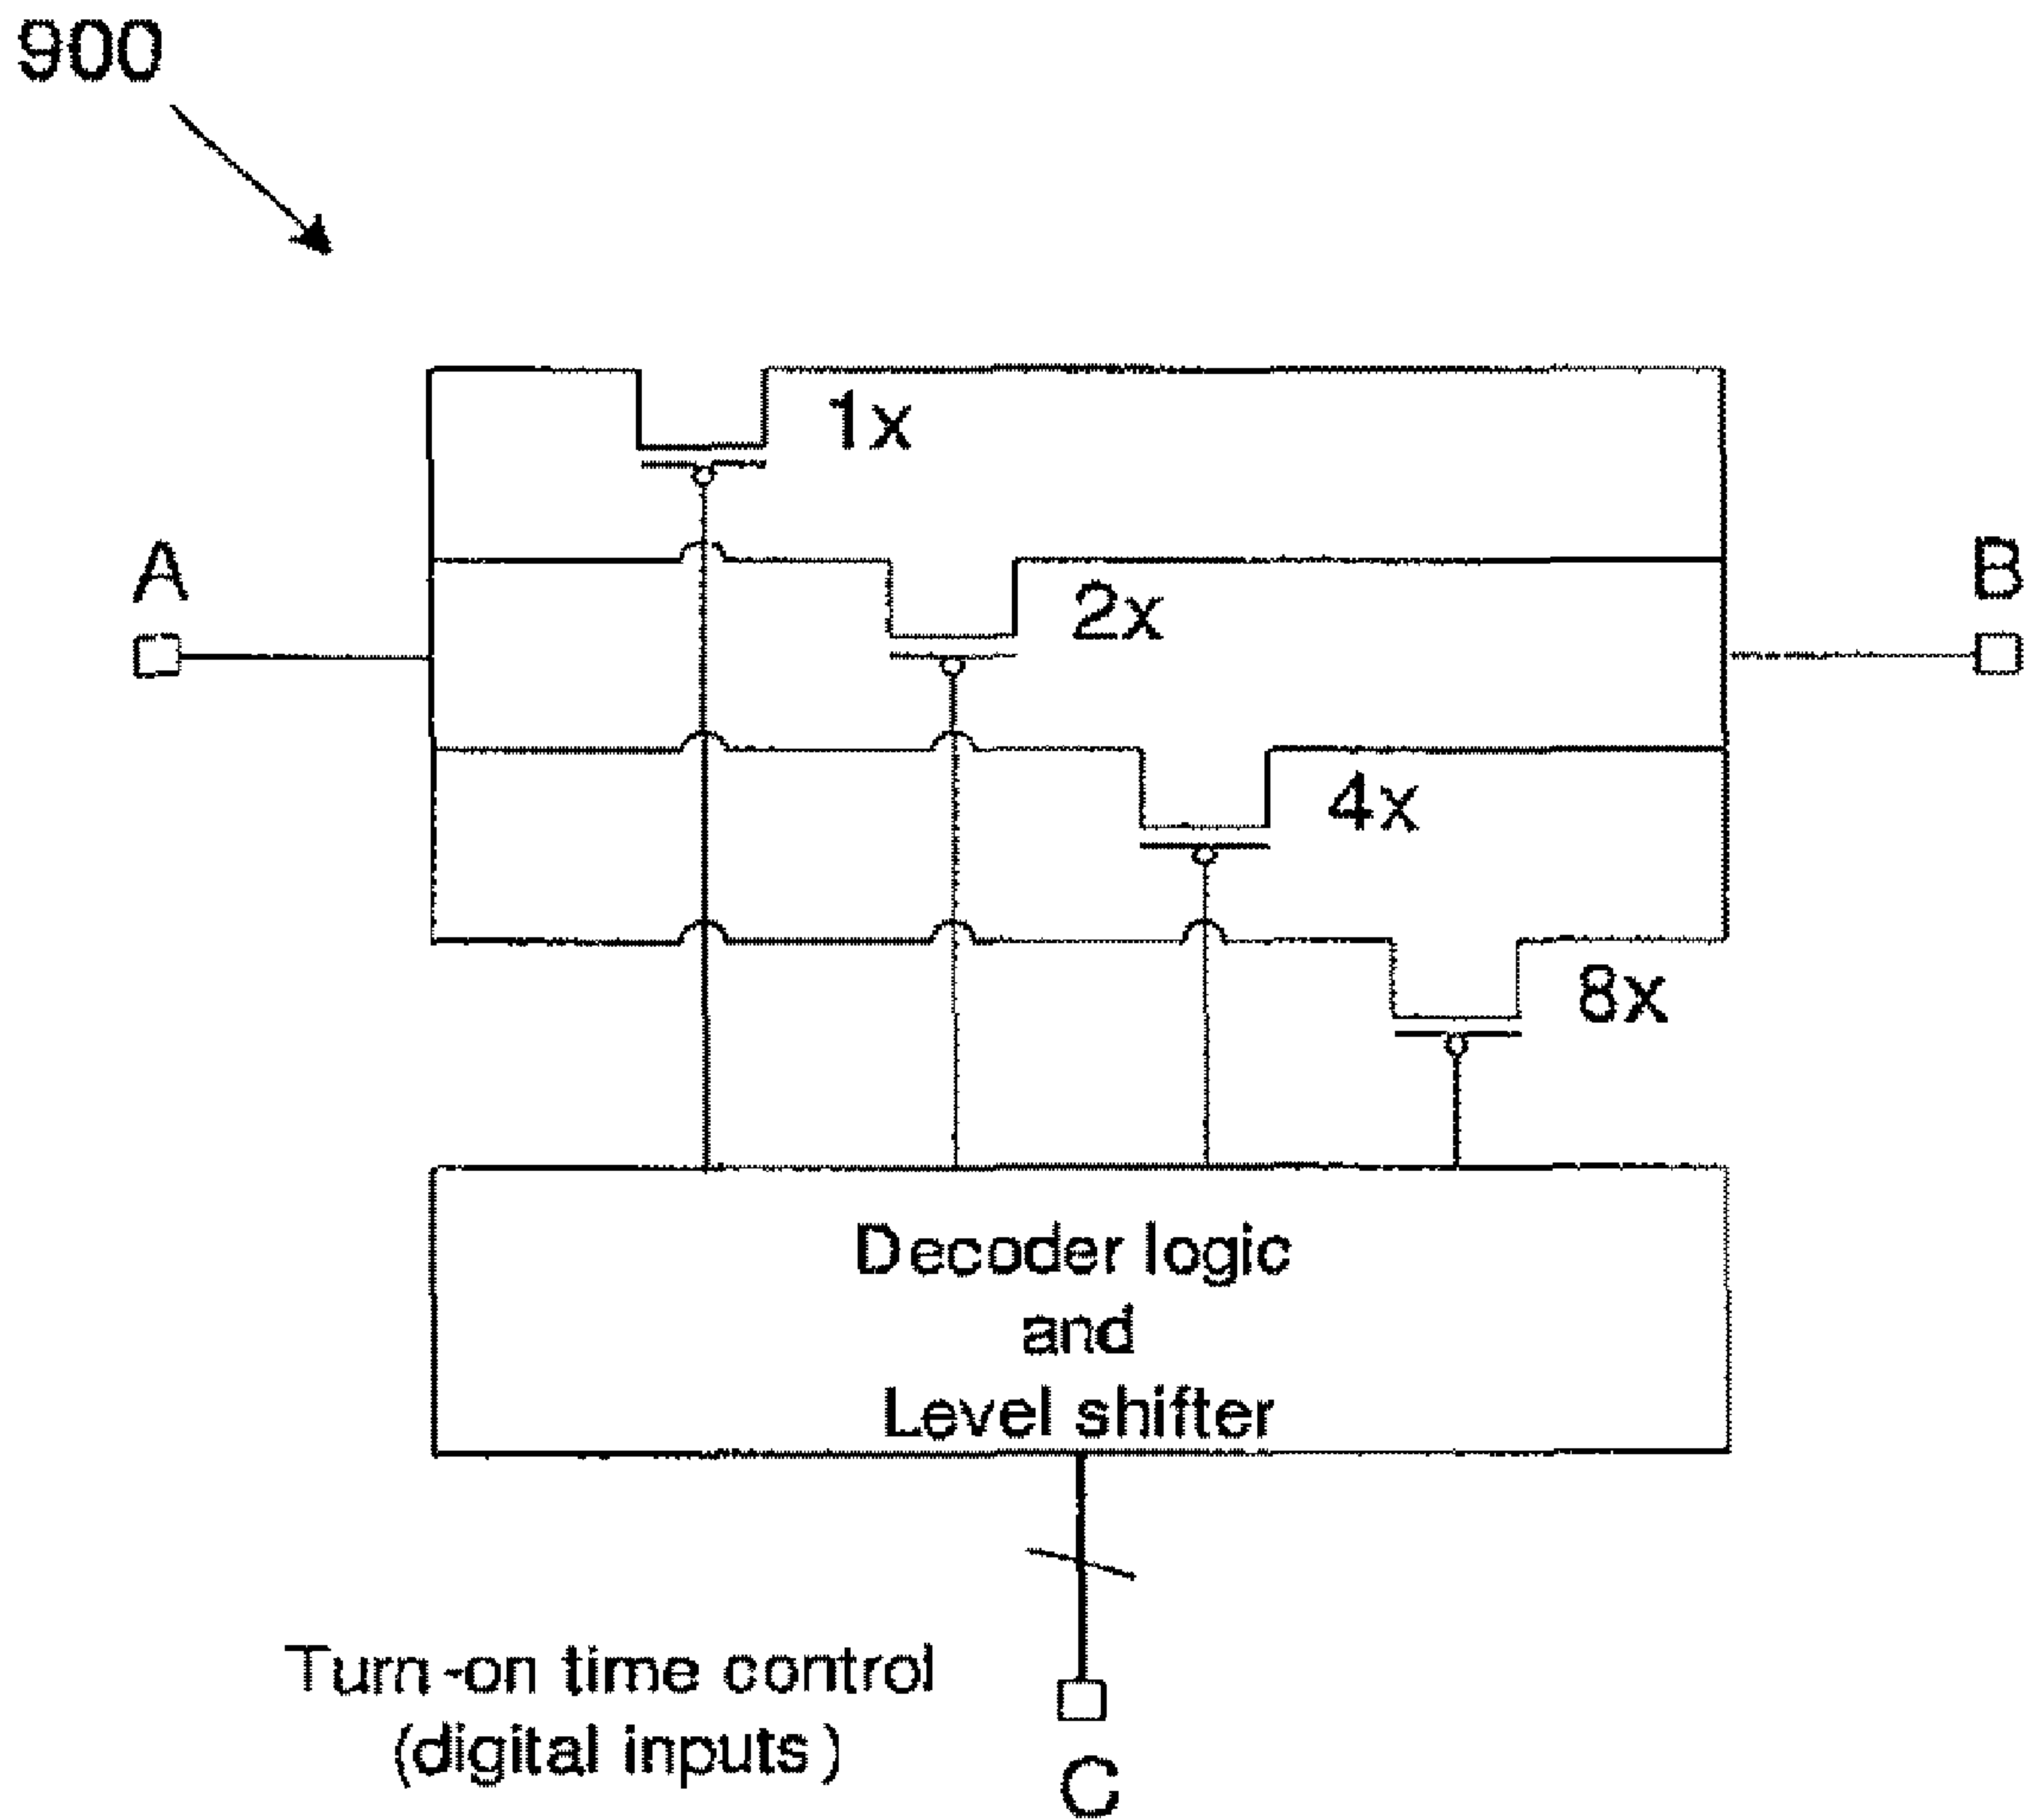 900
1x
A
2x
B
4x
8x
Decoder logic
and
Level shifter
Turn-on time control
(digital inputs)
C